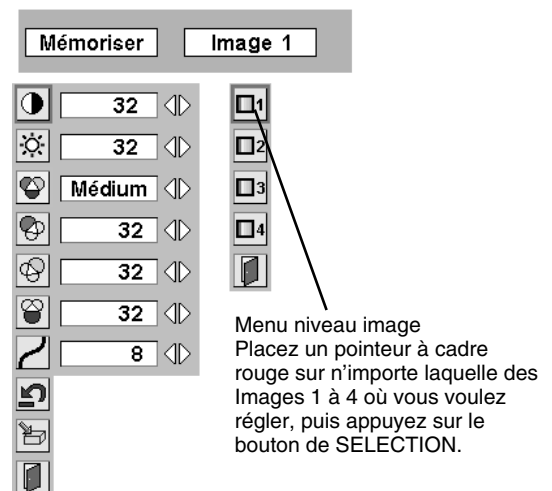 Mémoriser Image 1
32 1
32 2
Médium 3
32 4
32
32
8
Menu niveau image
Placez un pointeur à cadre
rouge sur n’importe laquelle des
Images 1 à 4 où vous voulez
régler, puis appuyez sur le
bouton de SELECTION.